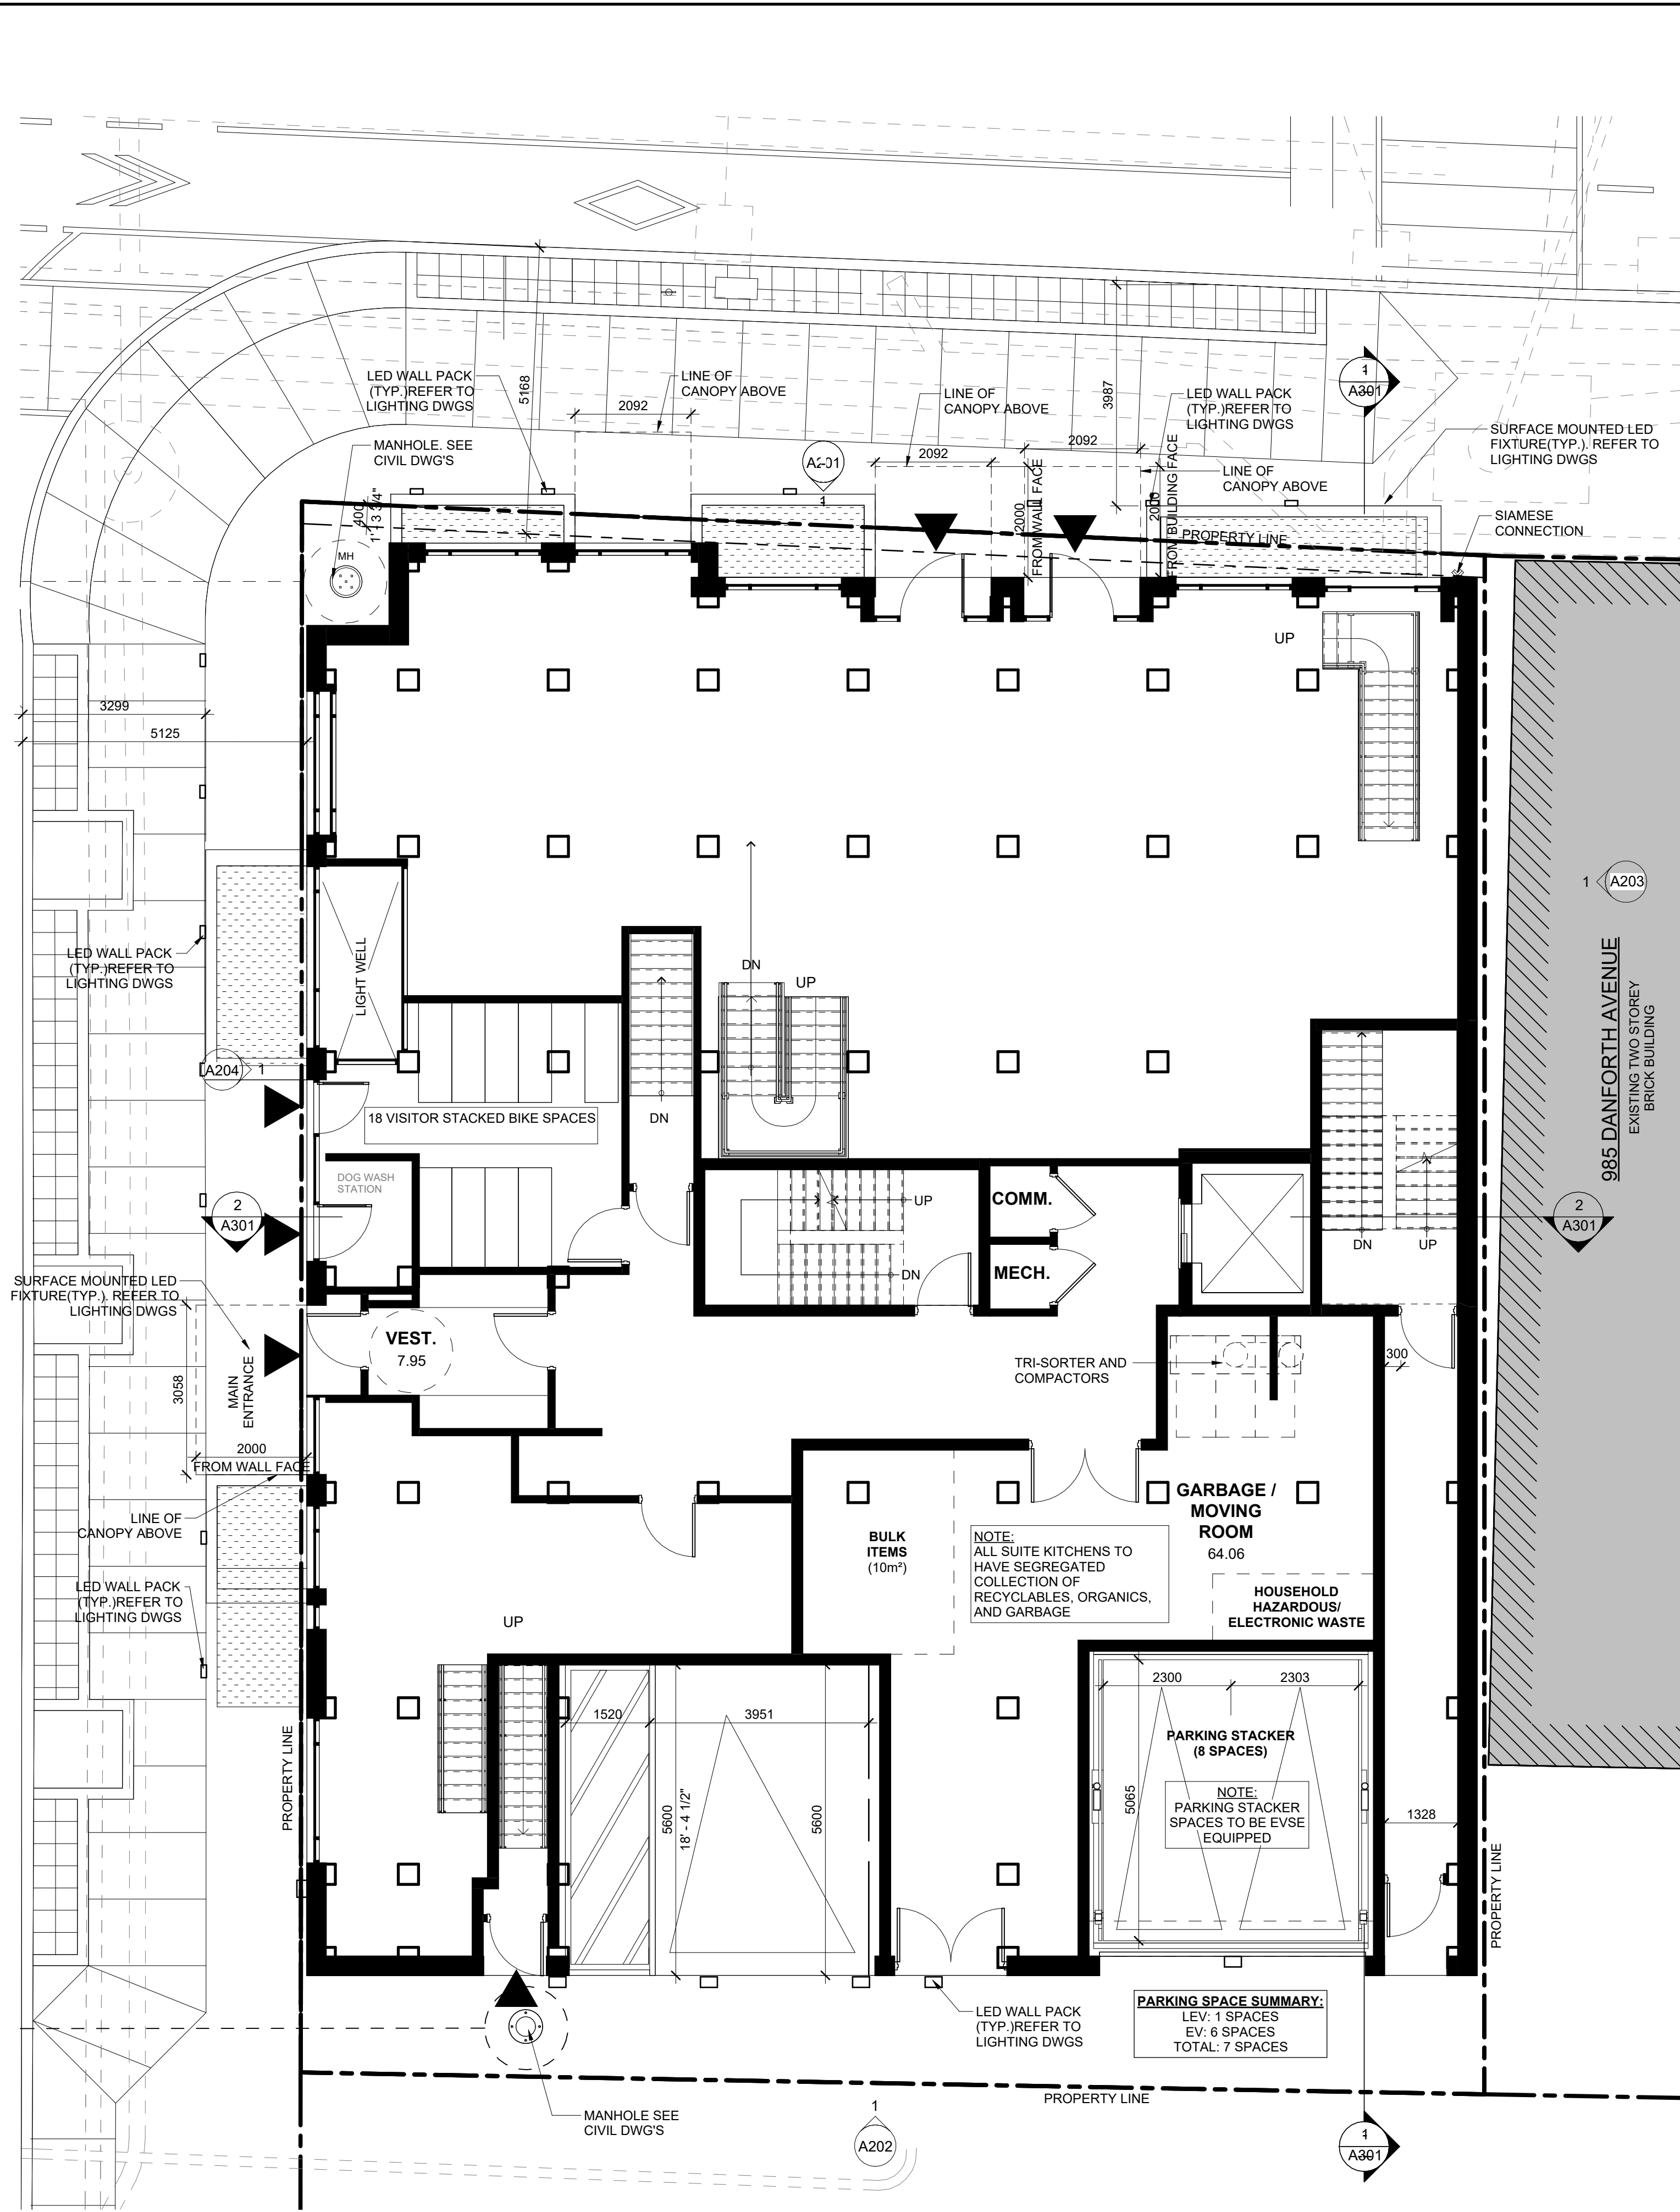 LED WALL PACK
(TYP.)REFER TO
LIGHTING DWGS
5168
2092
LINE OF
CANOPY ABOVE
LINE OF
CANOPY ABOVE
3987
LED WALL PACK
(TYP.)REFER TO
LIGHTING DWGS
1
A301
SURFACE MOUNTED LED
FIXTURE(TYP.). REFER TO
LIGHTING DWGS
MANHOLE. SEE
CIVIL DWG'S
A201
1
2092
2092
LINE OF
CANOPY ABOVE
400
1' - 3 3/4"
2000
FROM WALL FACE
2000
FROM BUILDING FACE
PROPERTY LINE
SIAMESE
CONNECTION
MH
UP
3299
5125
1
A203
985 DANFORTH AVENUE
EXISTING TWO STOREY
BRICK BUILDING
LED WALL PACK
(TYP.)REFER TO
LIGHTING DWGS
LIGHT WELL
DN
UP
A204
1
18 VISITOR STACKED BIKE SPACES
DN
DOG WASH
STATION
2
A301
UP
DN
COMM.
MECH.
DN
UP
2
A301
SURFACE MOUNTED LED
FIXTURE(TYP.). REFER TO
LIGHTING DWGS
VEST.
7.95
MAIN
ENTRANCE
3058
2000
FROM WALL FACE
TRI-SORTER AND
COMPACTORS
300
LINE OF
CANOPY ABOVE
GARBAGE /
MOVING
ROOM
64.06
BULK
ITEMS
(10m²)
NOTE:
ALL SUITE KITCHENS TO
HAVE SEGREGATED
COLLECTION OF
RECYCLABLES, ORGANICS,
AND GARBAGE
HOUSEHOLD
HAZARDOUS/
ELECTRONIC WASTE
LED WALL PACK
(TYP.)REFER TO
LIGHTING DWGS
UP
1520
3951
5600
18' - 4 1/2"
5600
2300
2303
PARKING STACKER
(8 SPACES)
5065
NOTE:
PARKING STACKER
SPACES TO BE EVSE
EQUIPPED
1328
PROPERTY LINE
PROPERTY LINE
LED WALL PACK
(TYP.)REFER TO
LIGHTING DWGS
PARKING SPACE SUMMARY:
LEV: 1 SPACES
EV: 6 SPACES
TOTAL: 7 SPACES
PROPERTY LINE
MANHOLE SEE
CIVIL DWG'S
1
A202
1
A301